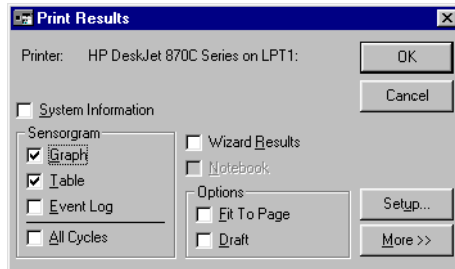 Print Results
Printer: HP DeskJet 870C Series on LPT1:
OK
Cancel
System Information
Sensorgram
Graph
Table
Event Log
All Cycles
Wizard Results
Notebook
Options
Fit To Page
Draft
Setup...
More >>